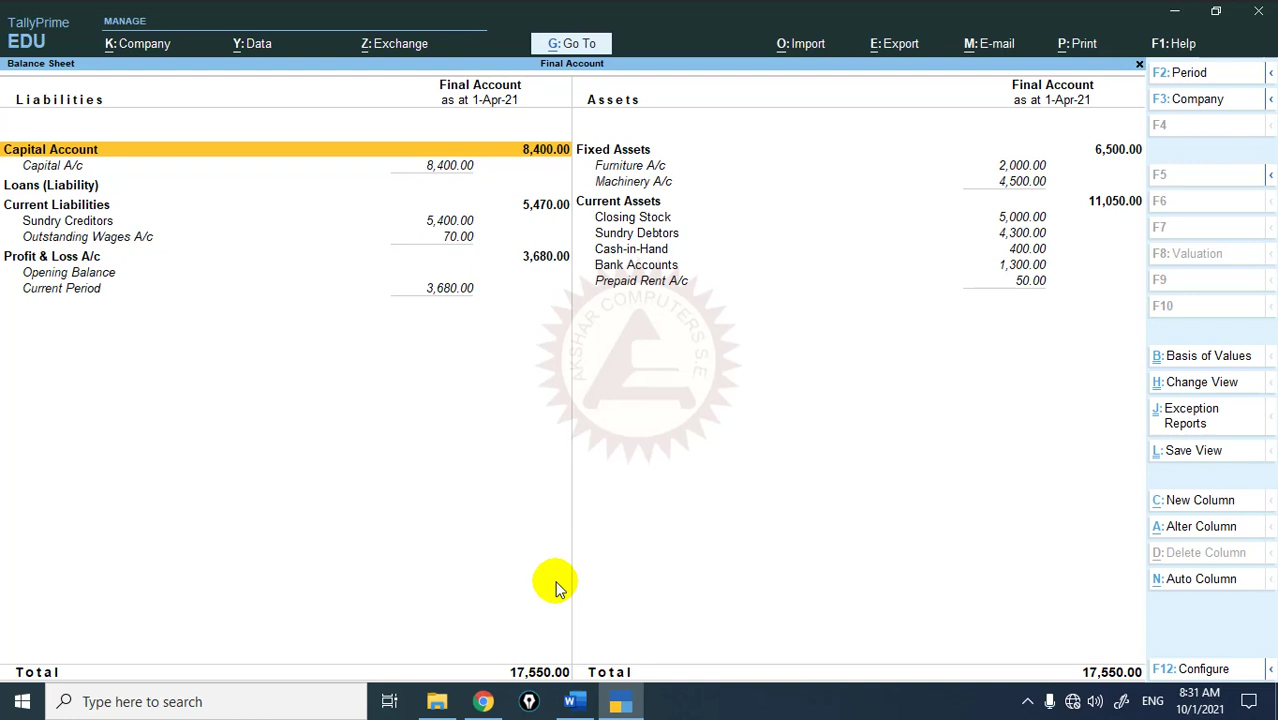 TallyPrime
EDU
MANAGE
K: Company Y: Data Z: Exchange G: Go To O: Import E: Export M: E-mail P: Print F1: Help
Balance Sheet Final Account ×
Liabilities Final Account
as at 1-Apr-21
Capital Account 8,400.00
Capital A/c 8,400.00
Loans (Liability)
Current Liabilities 5,470.00
Sundry Creditors 5,400.00
Outstanding Wages A/c 70.00
Profit & Loss A/c 3,680.00
Opening Balance
Current Period 3,680.00
Total 17,550.00
Assets Final Account
as at 1-Apr-21
Fixed Assets 6,500.00
Furniture A/c 2,000.00
Machinery A/c 4,500.00
Current Assets 11,050.00
Closing Stock 5,000.00
Sundry Debtors 4,300.00
Cash-in-Hand 400.00
Bank Accounts 1,300.00
Prepaid Rent A/c 50.00
Total 17,550.00
AKSHAR COMPUTERS S.E.
F2: Period
F3: Company
F4
F5
F6
F7
F8: Valuation
F9
F10
B: Basis of Values
H: Change View
J: Exception
Reports
L: Save View
C: New Column
A: Alter Column
D: Delete Column
N: Auto Column
F12: Configure
Type here to search
ENG
8:31 AM
10/1/2021